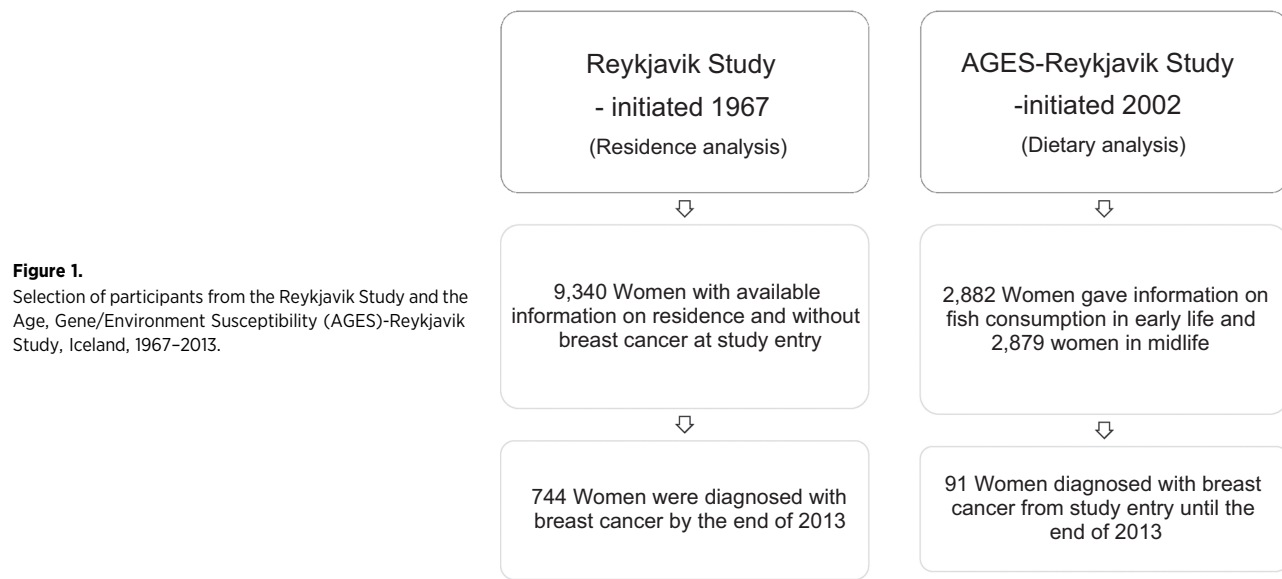 Figure 1.
Selection of participants from the Reykjavik Study and the
Age, Gene/Environment Susceptibility (AGES)-Reykjavik
Study, Iceland, 1967–2013.
Reykjavik Study
- initiated 1967
(Residence analysis)
9,340 Women with available
information on residence and without
breast cancer at study entry
744 Women were diagnosed with
breast cancer by the end of 2013
AGES-Reykjavik Study
-initiated 2002
(Dietary analysis)
2,882 Women gave information on
fish consumption in early life and
2,879 women in midlife
91 Women diagnosed with breast
cancer from study entry until the
end of 2013